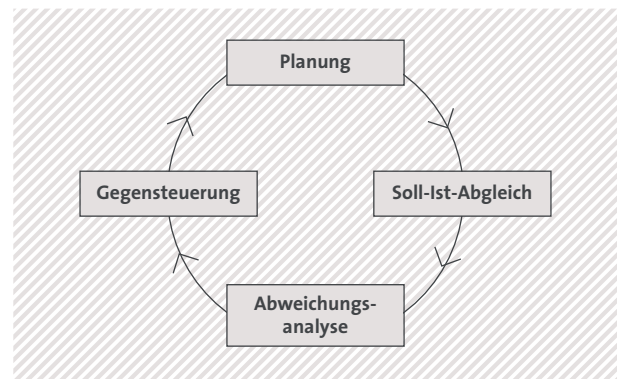 Planung
Gegensteuerung
Soll-Ist-Abgleich
Abweichungs-
analyse